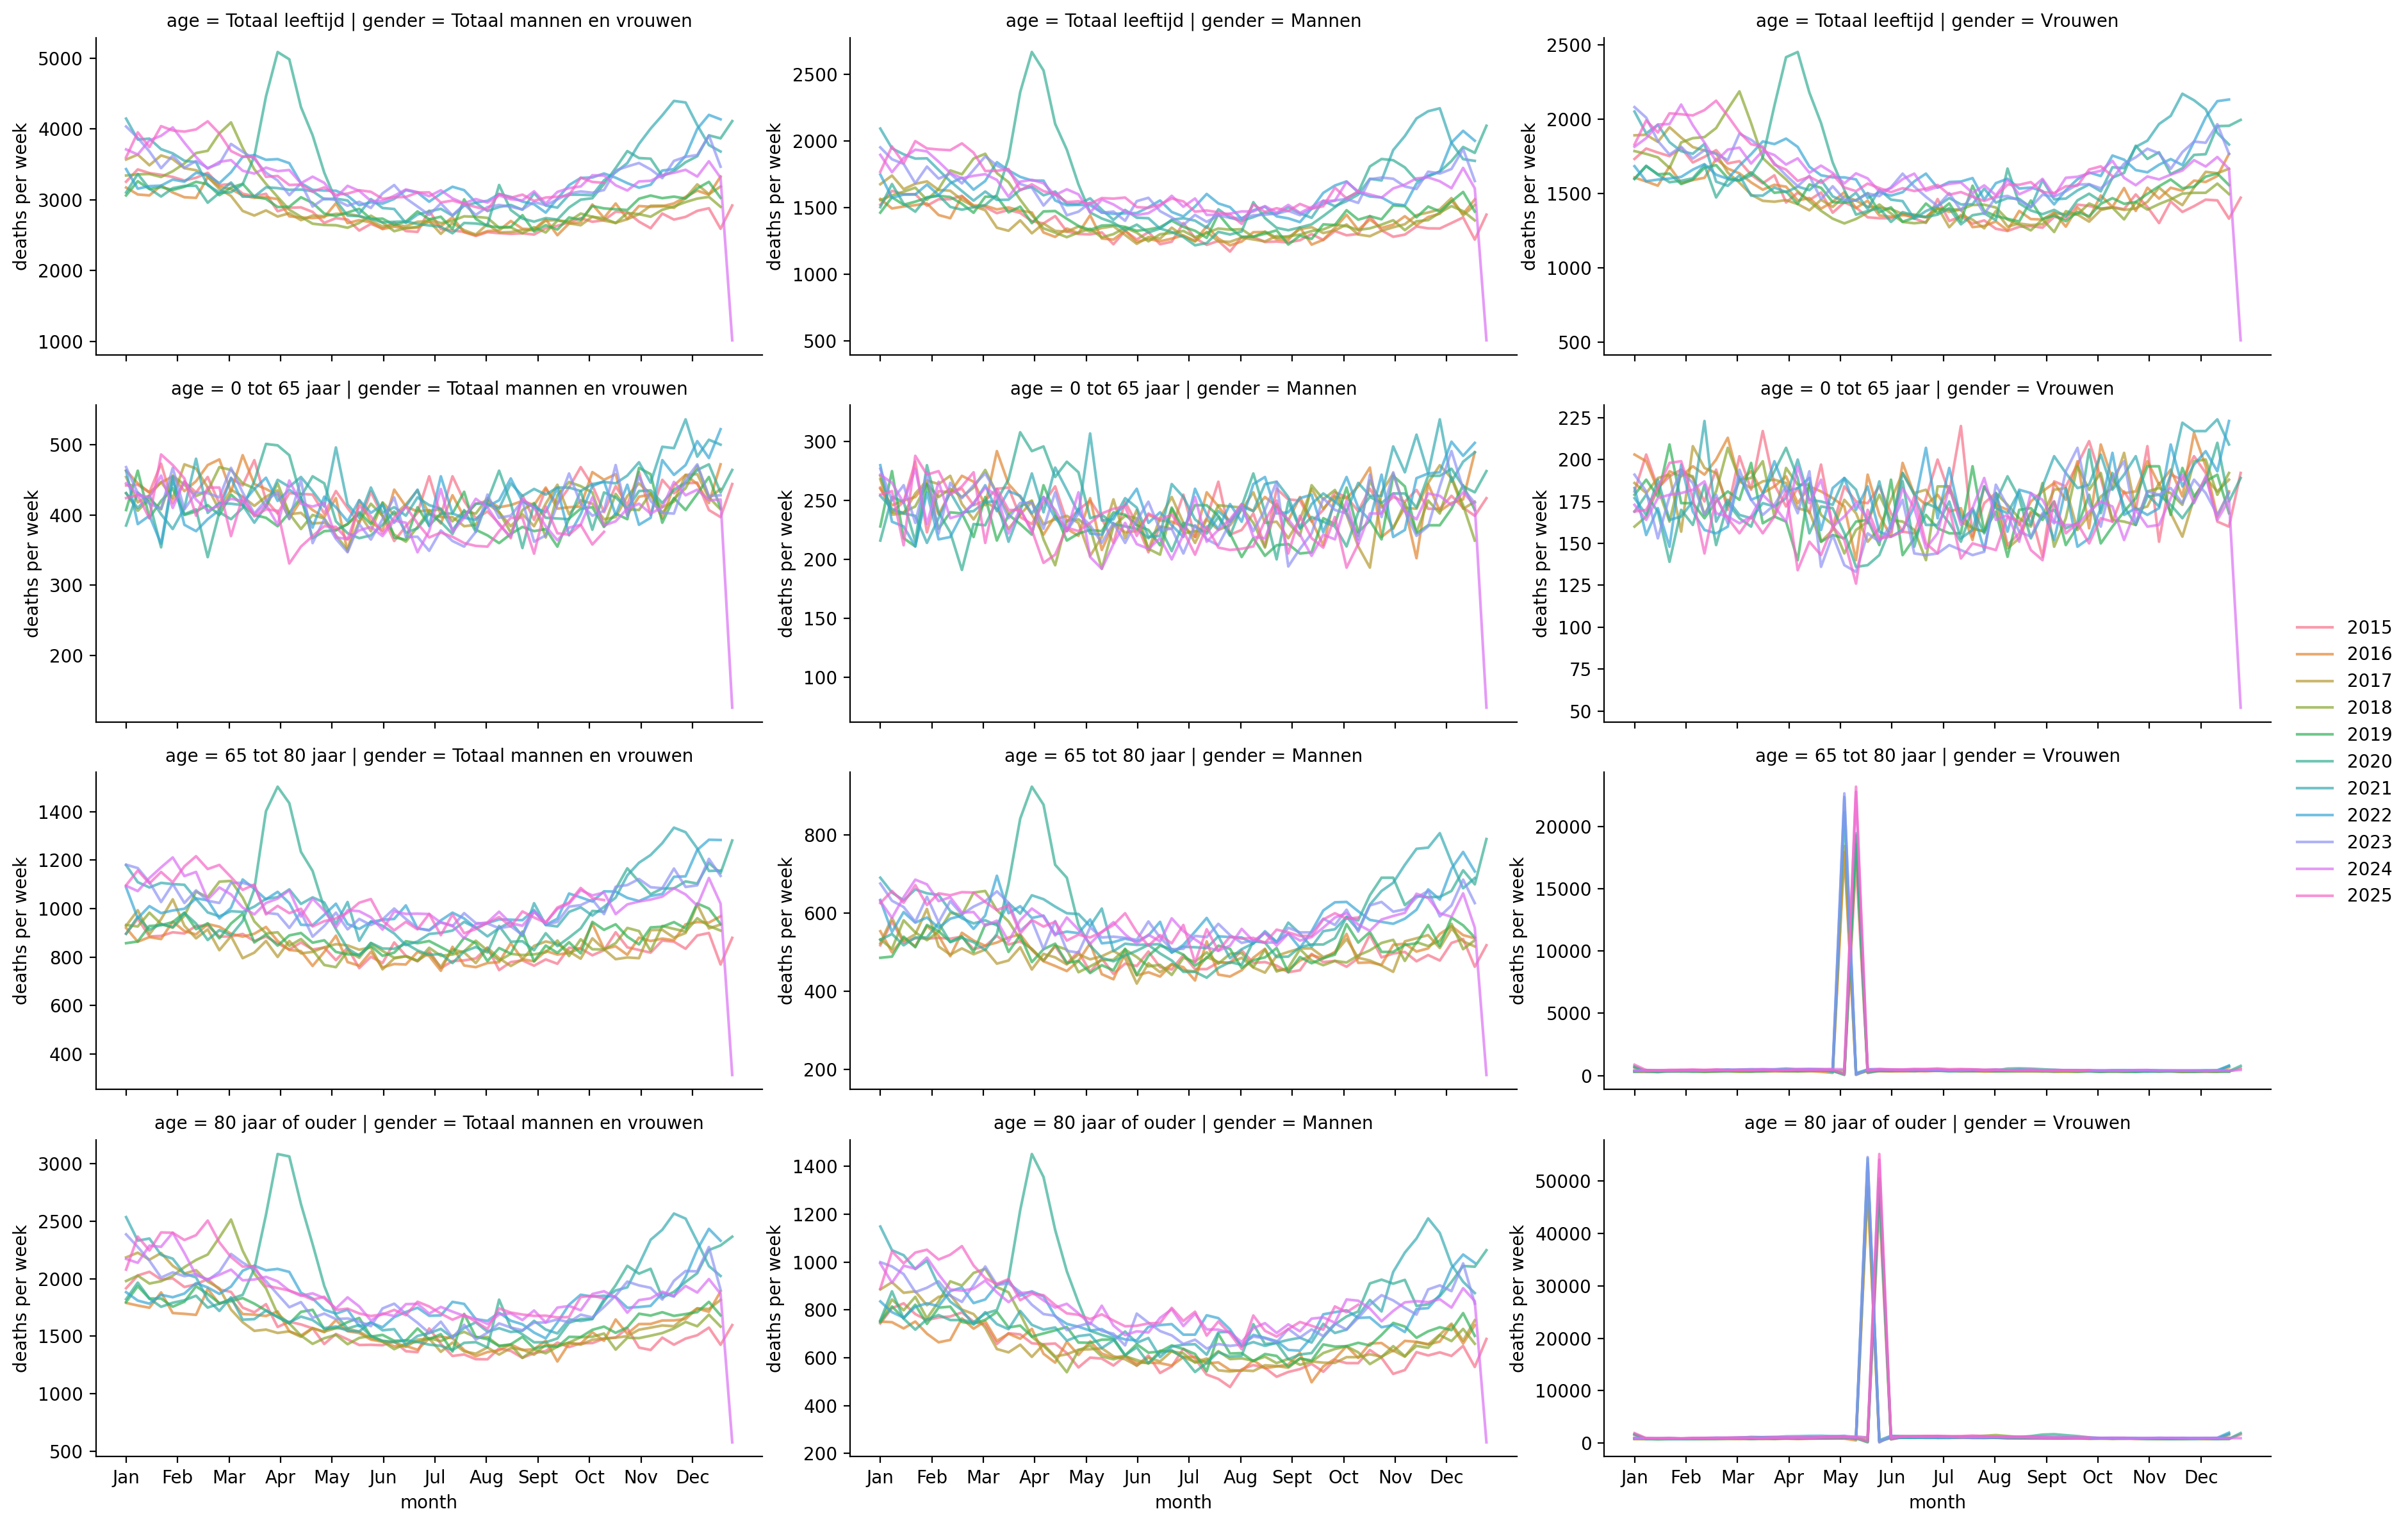 age = Totaal leeftijd | gender = Totaal mannen en vrouwen
age = Totaal leeftijd | gender = Mannen
age = Totaal leeftijd | gender = Vrouwen
deaths per week
5000
4000
3000
2000
1000
deaths per week
2500
2000
1500
1000
500
deaths per week
2500
2000
1500
1000
500
age = 0 tot 65 jaar | gender = Totaal mannen en vrouwen
age = 0 tot 65 jaar | gender = Mannen
age = 0 tot 65 jaar | gender = Vrouwen
deaths per week
500
400
300
200
deaths per week
300
250
200
150
100
deaths per week
225
200
175
150
125
100
75
50
age = 65 tot 80 jaar | gender = Totaal mannen en vrouwen
age = 65 tot 80 jaar | gender = Mannen
age = 65 tot 80 jaar | gender = Vrouwen
deaths per week
1400
1200
1000
800
600
400
deaths per week
800
600
400
200
deaths per week
20000
15000
10000
5000
0
age = 80 jaar of ouder | gender = Totaal mannen en vrouwen
age = 80 jaar of ouder | gender = Mannen
age = 80 jaar of ouder | gender = Vrouwen
deaths per week
3000
2500
2000
1500
1000
500
deaths per week
1400
1200
1000
800
600
400
200
deaths per week
50000
40000
30000
20000
10000
0
Jan Feb Mar Apr May Jun Jul Aug Sept Oct Nov Dec
month
Jan Feb Mar Apr May Jun Jul Aug Sept Oct Nov Dec
month
Jan Feb Mar Apr May Jun Jul Aug Sept Oct Nov Dec
month
2015
2016
2017
2018
2019
2020
2021
2022
2023
2024
2025